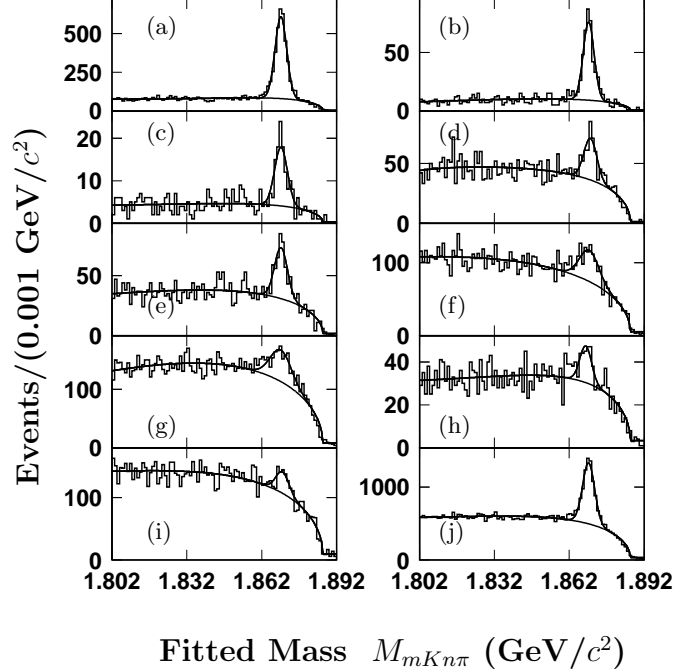 (a)
(b)
500
250
0
50
0
(c)
(d)
20
10
0
50
0
(e)
(f)
50
0
100
0
(g)
(h)
100
0
40
20
0
(i)
(j)
100
0
1000
0
1.802 1.832 1.862 1.892
1.802 1.832 1.862 1.892
Events/(0.001 GeV/c²)
Fitted Mass M_{mKnπ} (GeV/c²)